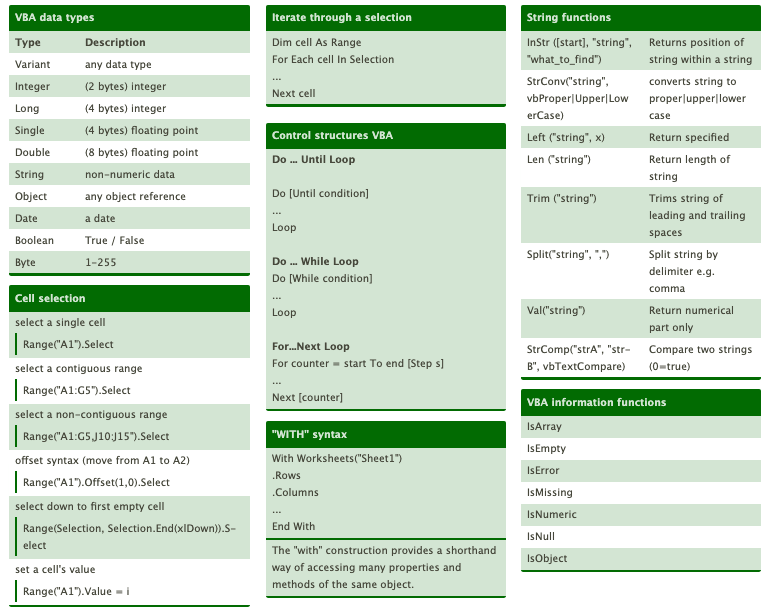 VBA data types
Type Description
Variant any data type
Integer (2 bytes) integer
Long (4 bytes) integer
Single (4 bytes) floating point
Double (8 bytes) floating point
String non-numeric data
Object any object reference
Date a date
Boolean True / False
Byte 1-255
Cell selection
select a single cell
Range("A1").Select
select a contiguous range
Range("A1:G5").Select
select a non-contiguous range
Range("A1:G5,J10:J15").Select
offset syntax (move from A1 to A2)
Range("A1").Offset(1,0).Select
select down to first empty cell
Range(Selection, Selection.End(xlDown)).S-
elect
set a cell's value
Range("A1").Value = i
Iterate through a selection
Dim cell As Range
For Each cell In Selection
...
Next cell
Control structures VBA
Do ... Until Loop
Do [Until condition]
...
Loop
Do ... While Loop
Do [While condition]
...
Loop
For...Next Loop
For counter = start To end [Step s]
...
Next [counter]
"WITH" syntax
With Worksheets("Sheet1")
.Rows
.Columns
...
End With
The "with" construction provides a shorthand
way of accessing many properties and
methods of the same object.
String functions
InStr ([start], "string", Returns position of
"what_to_find") string within a string
StrConv("string", converts string to
vbProper|Upper|Low proper|upper|lower
erCase) case
Left ("string", x) Return specified
Len ("string") Return length of
string
Trim ("string") Trims string of
leading and trailing
spaces
Split("string", ",") Split string by
delimiter e.g.
comma
Val("string") Return numerical
part only
StrComp("strA", "str- Compare two strings
B", vbTextCompare) (0=true)
VBA information functions
IsArray
IsEmpty
IsError
IsMissing
IsNumeric
IsNull
IsObject